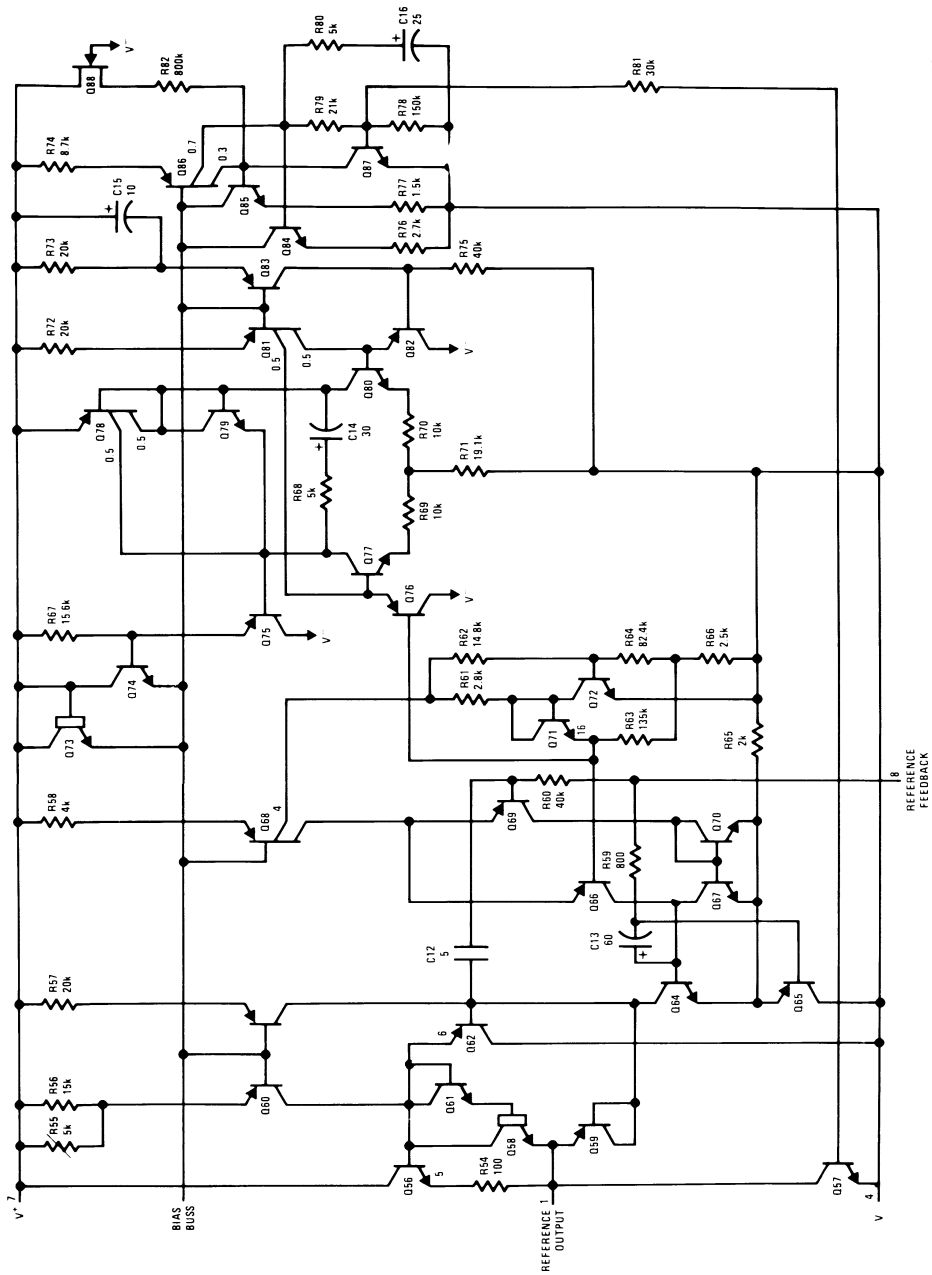 V+ 7
BIAS BUSS
REFERENCE OUTPUT 1
V 4
REFERENCE FEEDBACK
8
R55 5k
R56 15k
R57 20k
R58 4k
R67 15.6k
R72 20k
R73 20k
C15 10
+
R74 8.7k
Q88
V-
R82 800k
R80 5k
C16 25
+
Q73
Q74
Q75
V-
Q78
0.5
0.5
Q79
Q86
0.7
0.3
Q85
Q84
R79 21k
R78 150k
Q87
R77 1.5k
R76 2.7k
R81 30k
Q60
Q68
4
Q81
0.5
0.5
Q83
Q80
Q82
V-
R75 40k
C14 30
+
R68 5k
R70 10k
R69 10k
R71 19.1k
Q77
Q76
V-
R62 14.8k
R61 2.8k
R64 82.4k
R66 2.5k
Q72
Q71
16
R63 135k
R65 2k
Q69
R60 40k
R59 800
Q70
Q66
Q67
C13 60
+
C12 5
Q64
Q65
6
Q62
Q61
Q58
Q59
Q56
5
R54 100
Q57